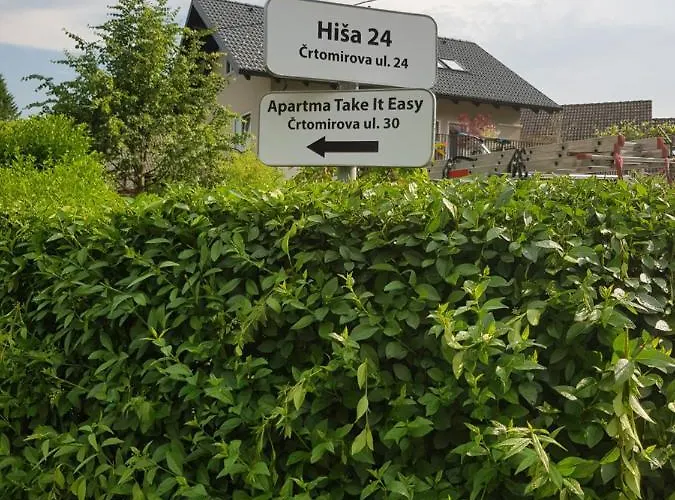 Hiša 24
Črtomirova ul. 24
Apartma Take It Easy
Črtomirova ul. 30